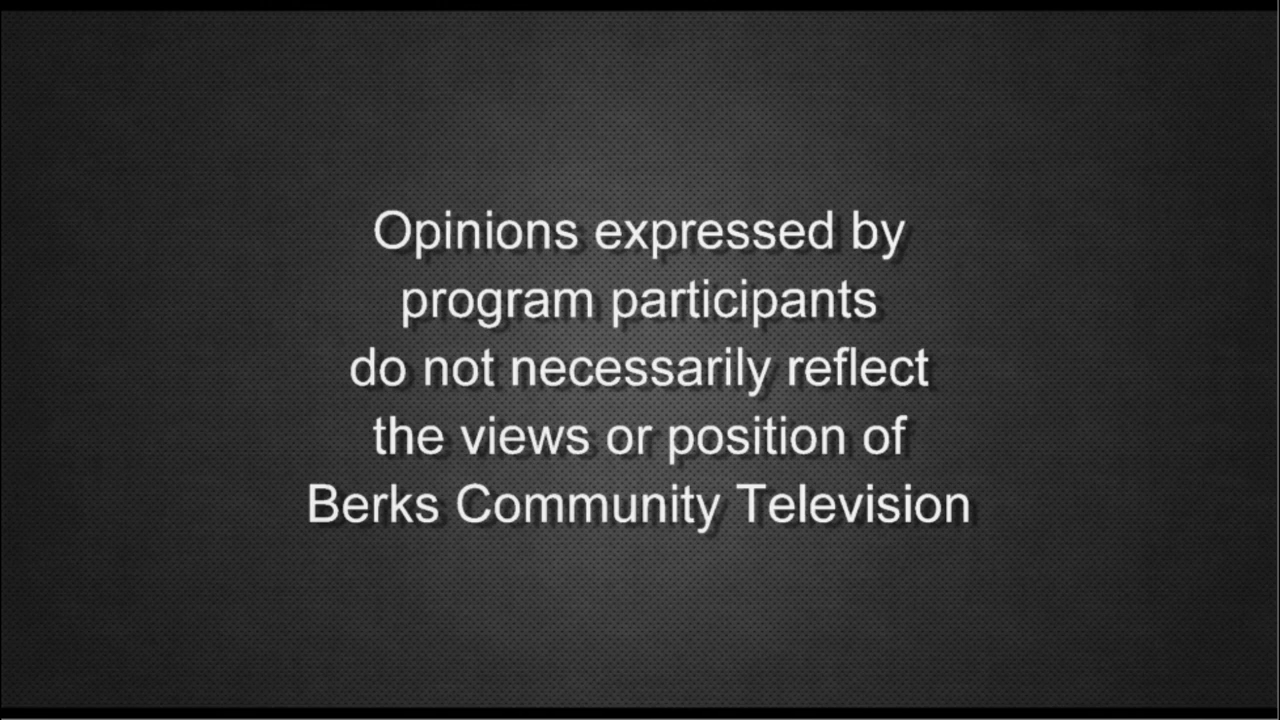 Opinions expressed by
program participants
do not necessarily reflect
the views or position of
Berks Community Television